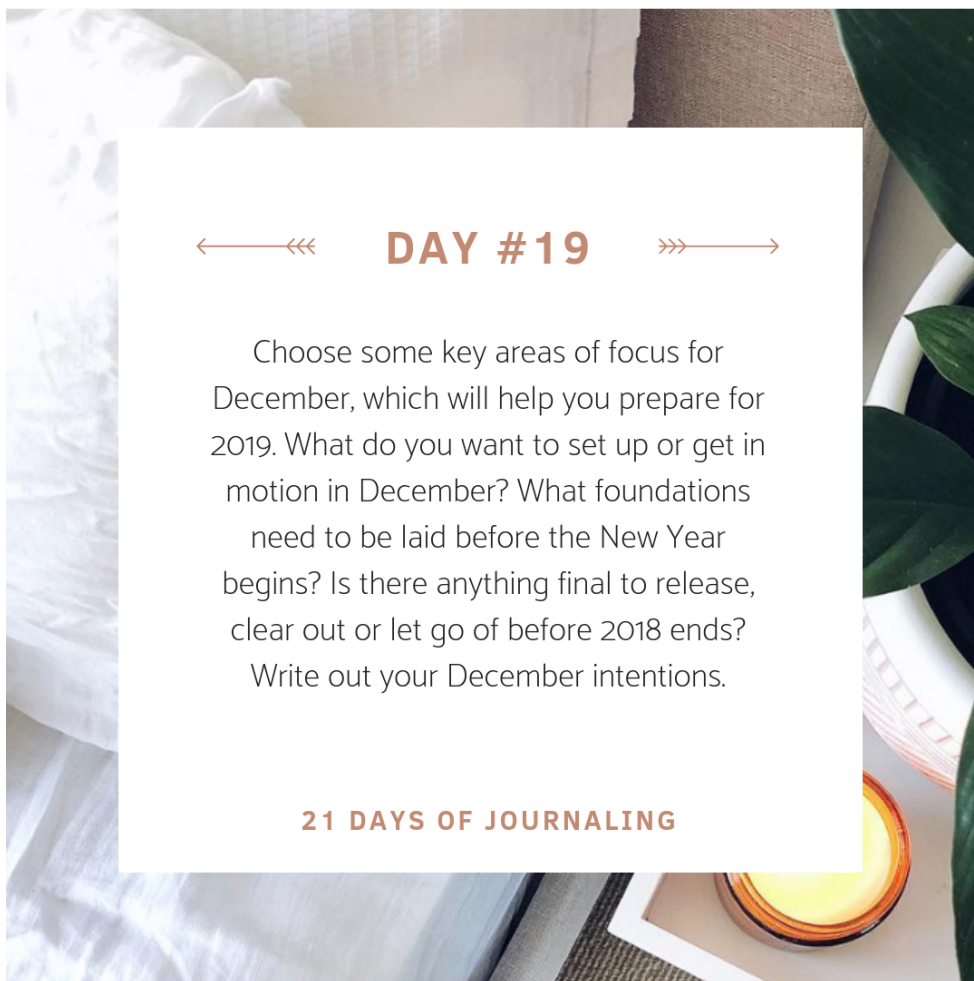 DAY #19
Choose some key areas of focus for
December, which will help you prepare for
2019. What do you want to set up or get in
motion in December? What foundations
need to be laid before the New Year
begins? Is there anything final to release,
clear out or let go of before 2018 ends?
Write out your December intentions.
21 DAYS OF JOURNALING